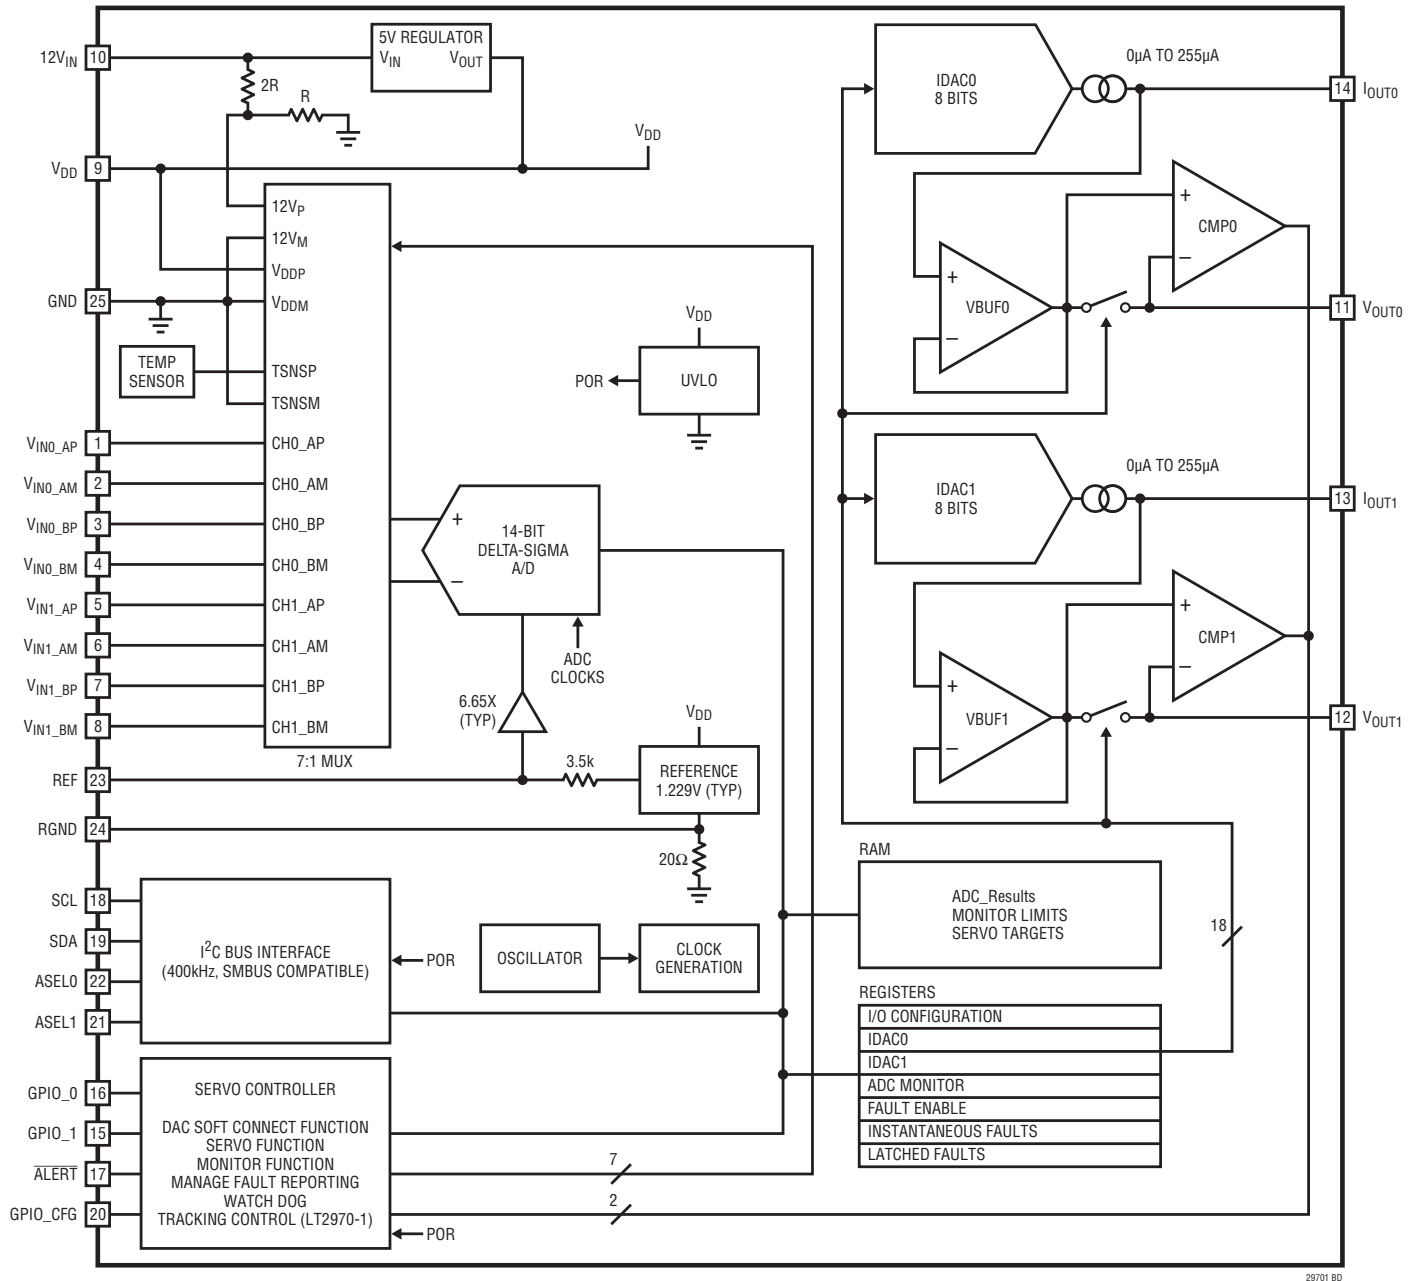 12VIN
10
5V REGULATOR
VIN
VOUT
2R
R
VDD
9
VDD
12VP
12VM
VDDP
GND
25
VDDM
TEMP
SENSOR
TSNSP
TSNSM
VIN0_AP
1
CH0_AP
VIN0_AM
2
CH0_AM
VIN0_BP
3
CH0_BP
VIN0_BM
4
CH0_BM
VIN1_AP
5
CH1_AP
VIN1_AM
6
CH1_AM
VIN1_BP
7
CH1_BP
VIN1_BM
8
CH1_BM
7:1 MUX
VDD
UVLO
POR
+
–
14-BIT
DELTA-SIGMA
A/D
ADC
CLOCKS
6.65X
(TYP)
REF
23
3.5k
VDD
REFERENCE
1.229V (TYP)
RGND
24
20Ω
SCL
18
SDA
19
ASEL0
22
ASEL1
21
I2C BUS INTERFACE
(400kHz, SMBUS COMPATIBLE)
POR
OSCILLATOR
CLOCK
GENERATION
GPIO_0
16
GPIO_1
15
ALERT
17
GPIO_CFG
20
SERVO CONTROLLER
DAC SOFT CONNECT FUNCTION
SERVO FUNCTION
MONITOR FUNCTION
MANAGE FAULT REPORTING
WATCH DOG
TRACKING CONTROL (LT2970-1)
POR
7
2
IDAC0
8 BITS
0µA TO 255µA
14
IOUT0
+
–
CMP0
+
–
VBUF0
11
VOUT0
IDAC1
8 BITS
0µA TO 255µA
13
IOUT1
+
–
CMP1
+
–
VBUF1
12
VOUT1
RAM
ADC_Results
MONITOR LIMITS
SERVO TARGETS
18
REGISTERS
I/O CONFIGURATION
IDAC0
IDAC1
ADC MONITOR
FAULT ENABLE
INSTANTANEOUS FAULTS
LATCHED FAULTS
29701 BD